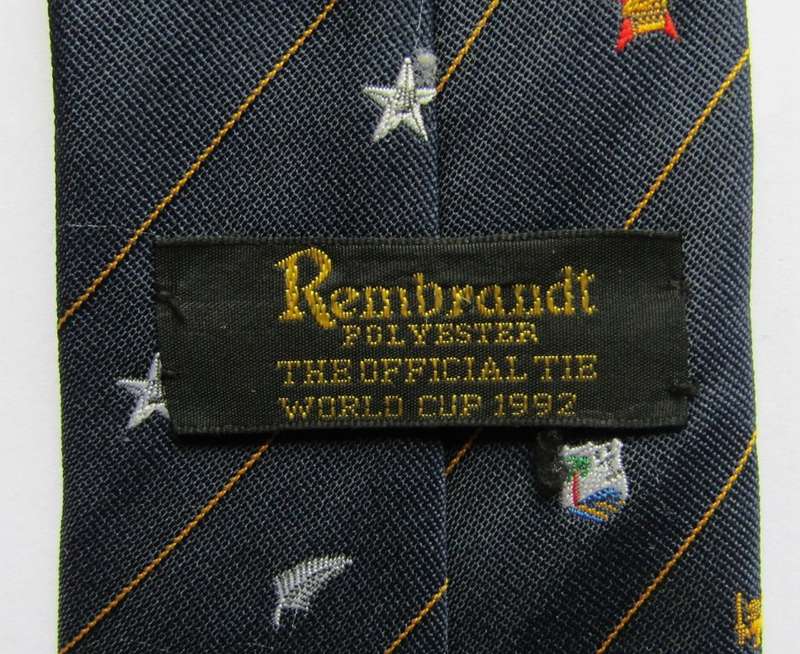 Rembrandt
POLYESTER
THE OFFICIAL TIE
WORLD CUP 1992